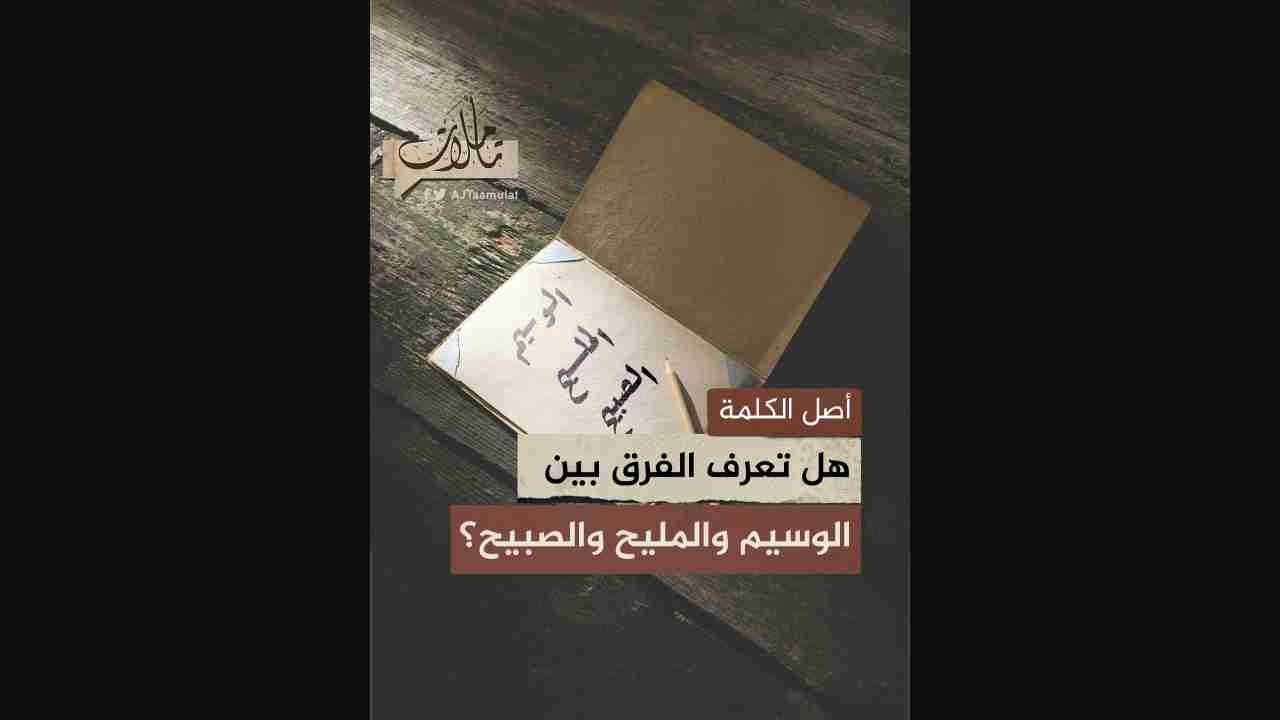 تأملات
AJTaamulat
الوسيم
المليح
الصبيح
أصل الكلمة
هل تعرف الفرق بين
الوسيم والمليح والصبيح؟